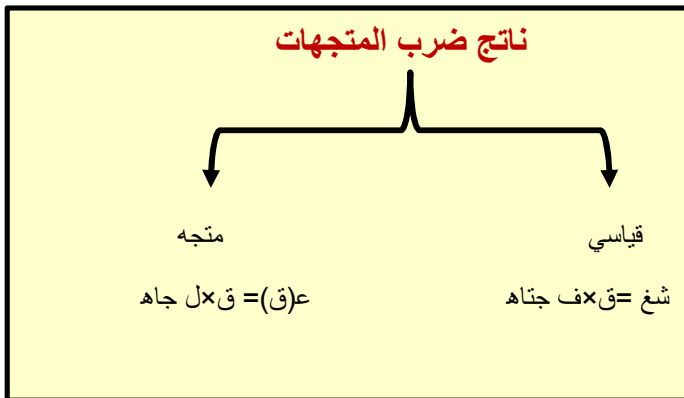 ناتج ضرب المتجهات
قياسي
متجه
شغ =ق×ف جتاه
ع(ق)= ق×ل جاه